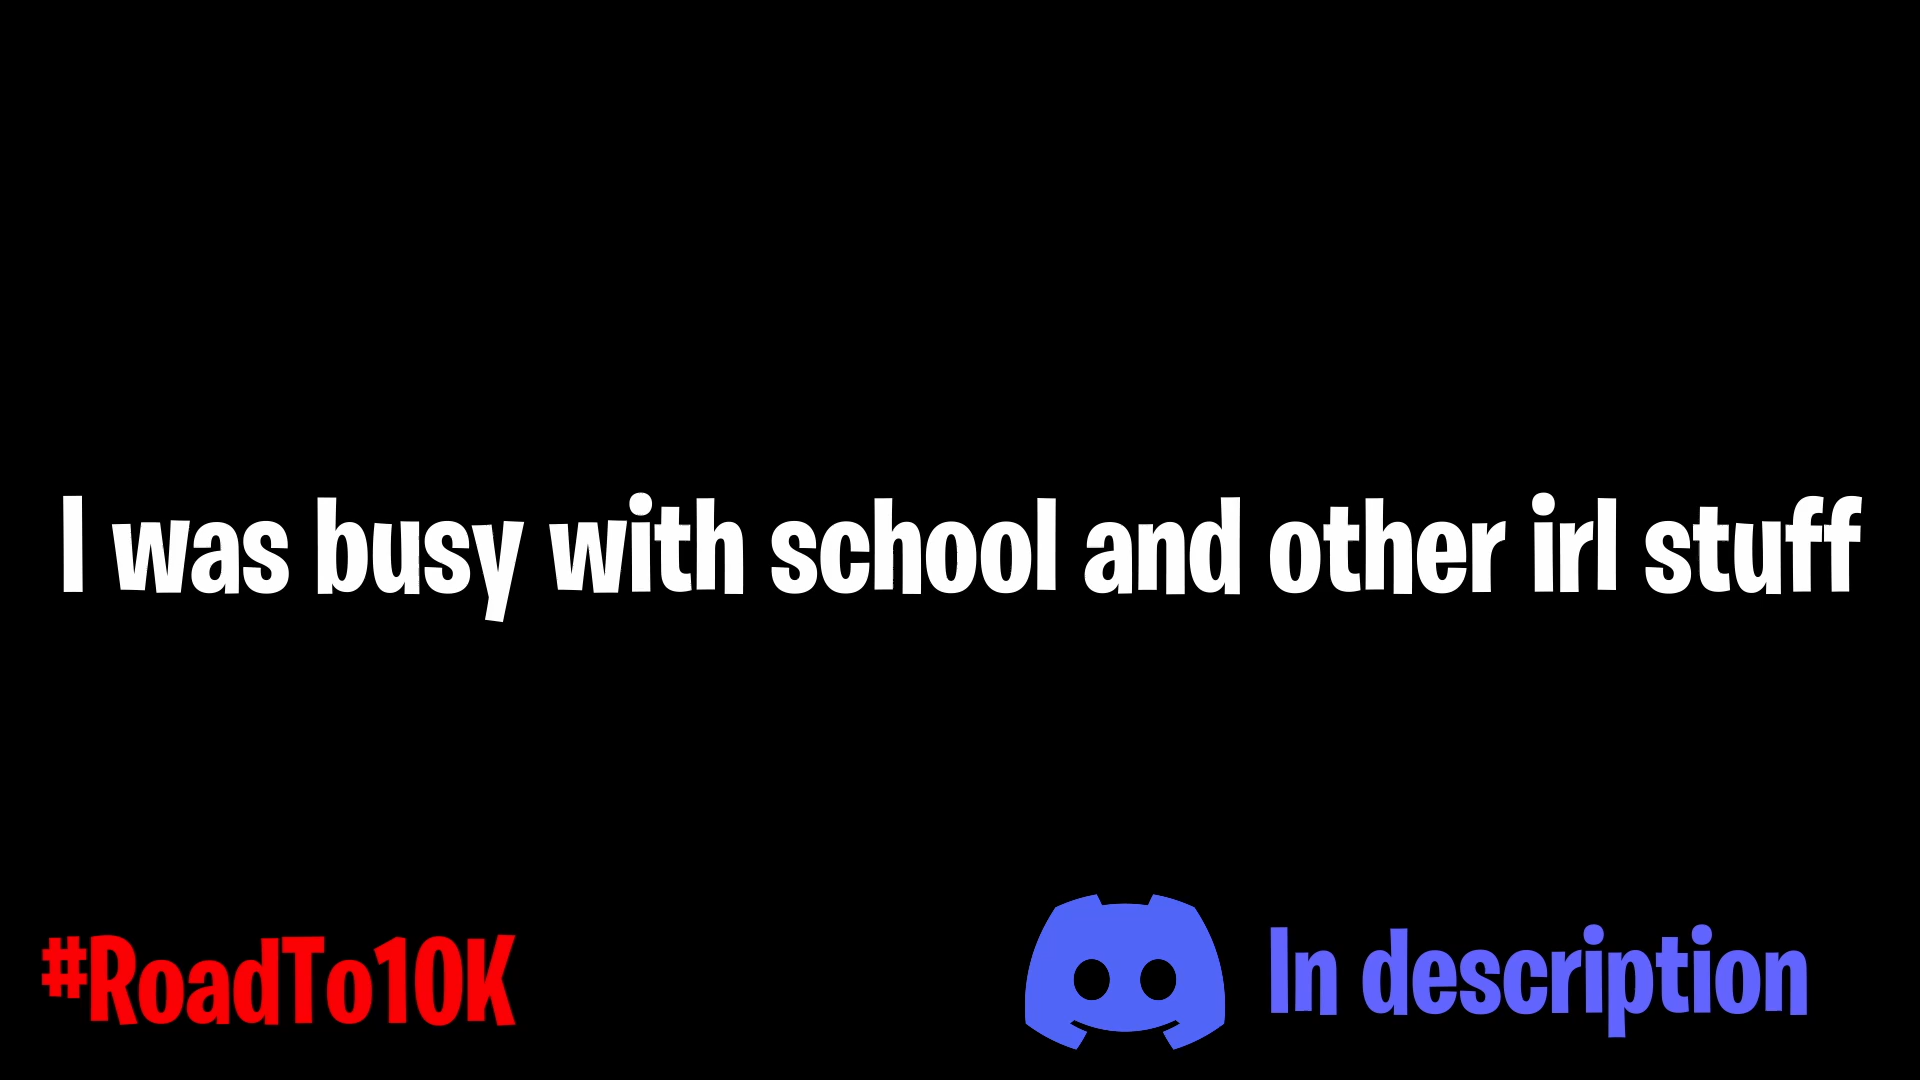 I was busy with school and other irl stuff
#RoadTo10K
In description